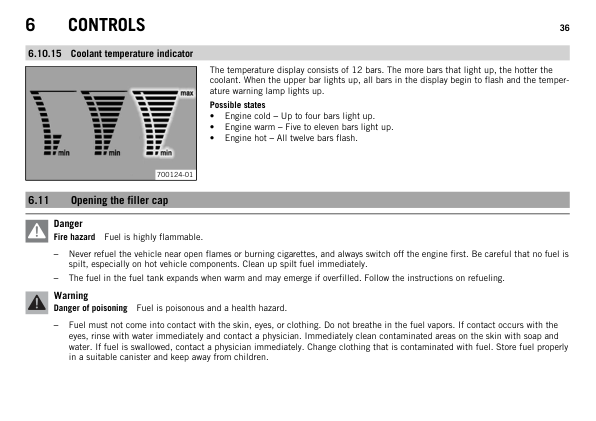 6 CONTROLS 36
6.10.15 Coolant temperature indicator
max
min min min
700124-01
The temperature display consists of 12 bars. The more bars that light up, the hotter the
coolant. When the upper bar lights up, all bars in the display begin to flash and the temper-
ature warning lamp lights up.
Possible states
• Engine cold – Up to four bars light up.
• Engine warm – Five to eleven bars light up.
• Engine hot – All twelve bars flash.
6.11 Opening the filler cap
Danger
Fire hazard Fuel is highly flammable.
– Never refuel the vehicle near open flames or burning cigarettes, and always switch off the engine first. Be careful that no fuel is
spilt, especially on hot vehicle components. Clean up spilt fuel immediately.
– The fuel in the fuel tank expands when warm and may emerge if overfilled. Follow the instructions on refueling.
Warning
Danger of poisoning Fuel is poisonous and a health hazard.
– Fuel must not come into contact with the skin, eyes, or clothing. Do not breathe in the fuel vapors. If contact occurs with the
eyes, rinse with water immediately and contact a physician. Immediately clean contaminated areas on the skin with soap and
water. If fuel is swallowed, contact a physician immediately. Change clothing that is contaminated with fuel. Store fuel properly
in a suitable canister and keep away from children.